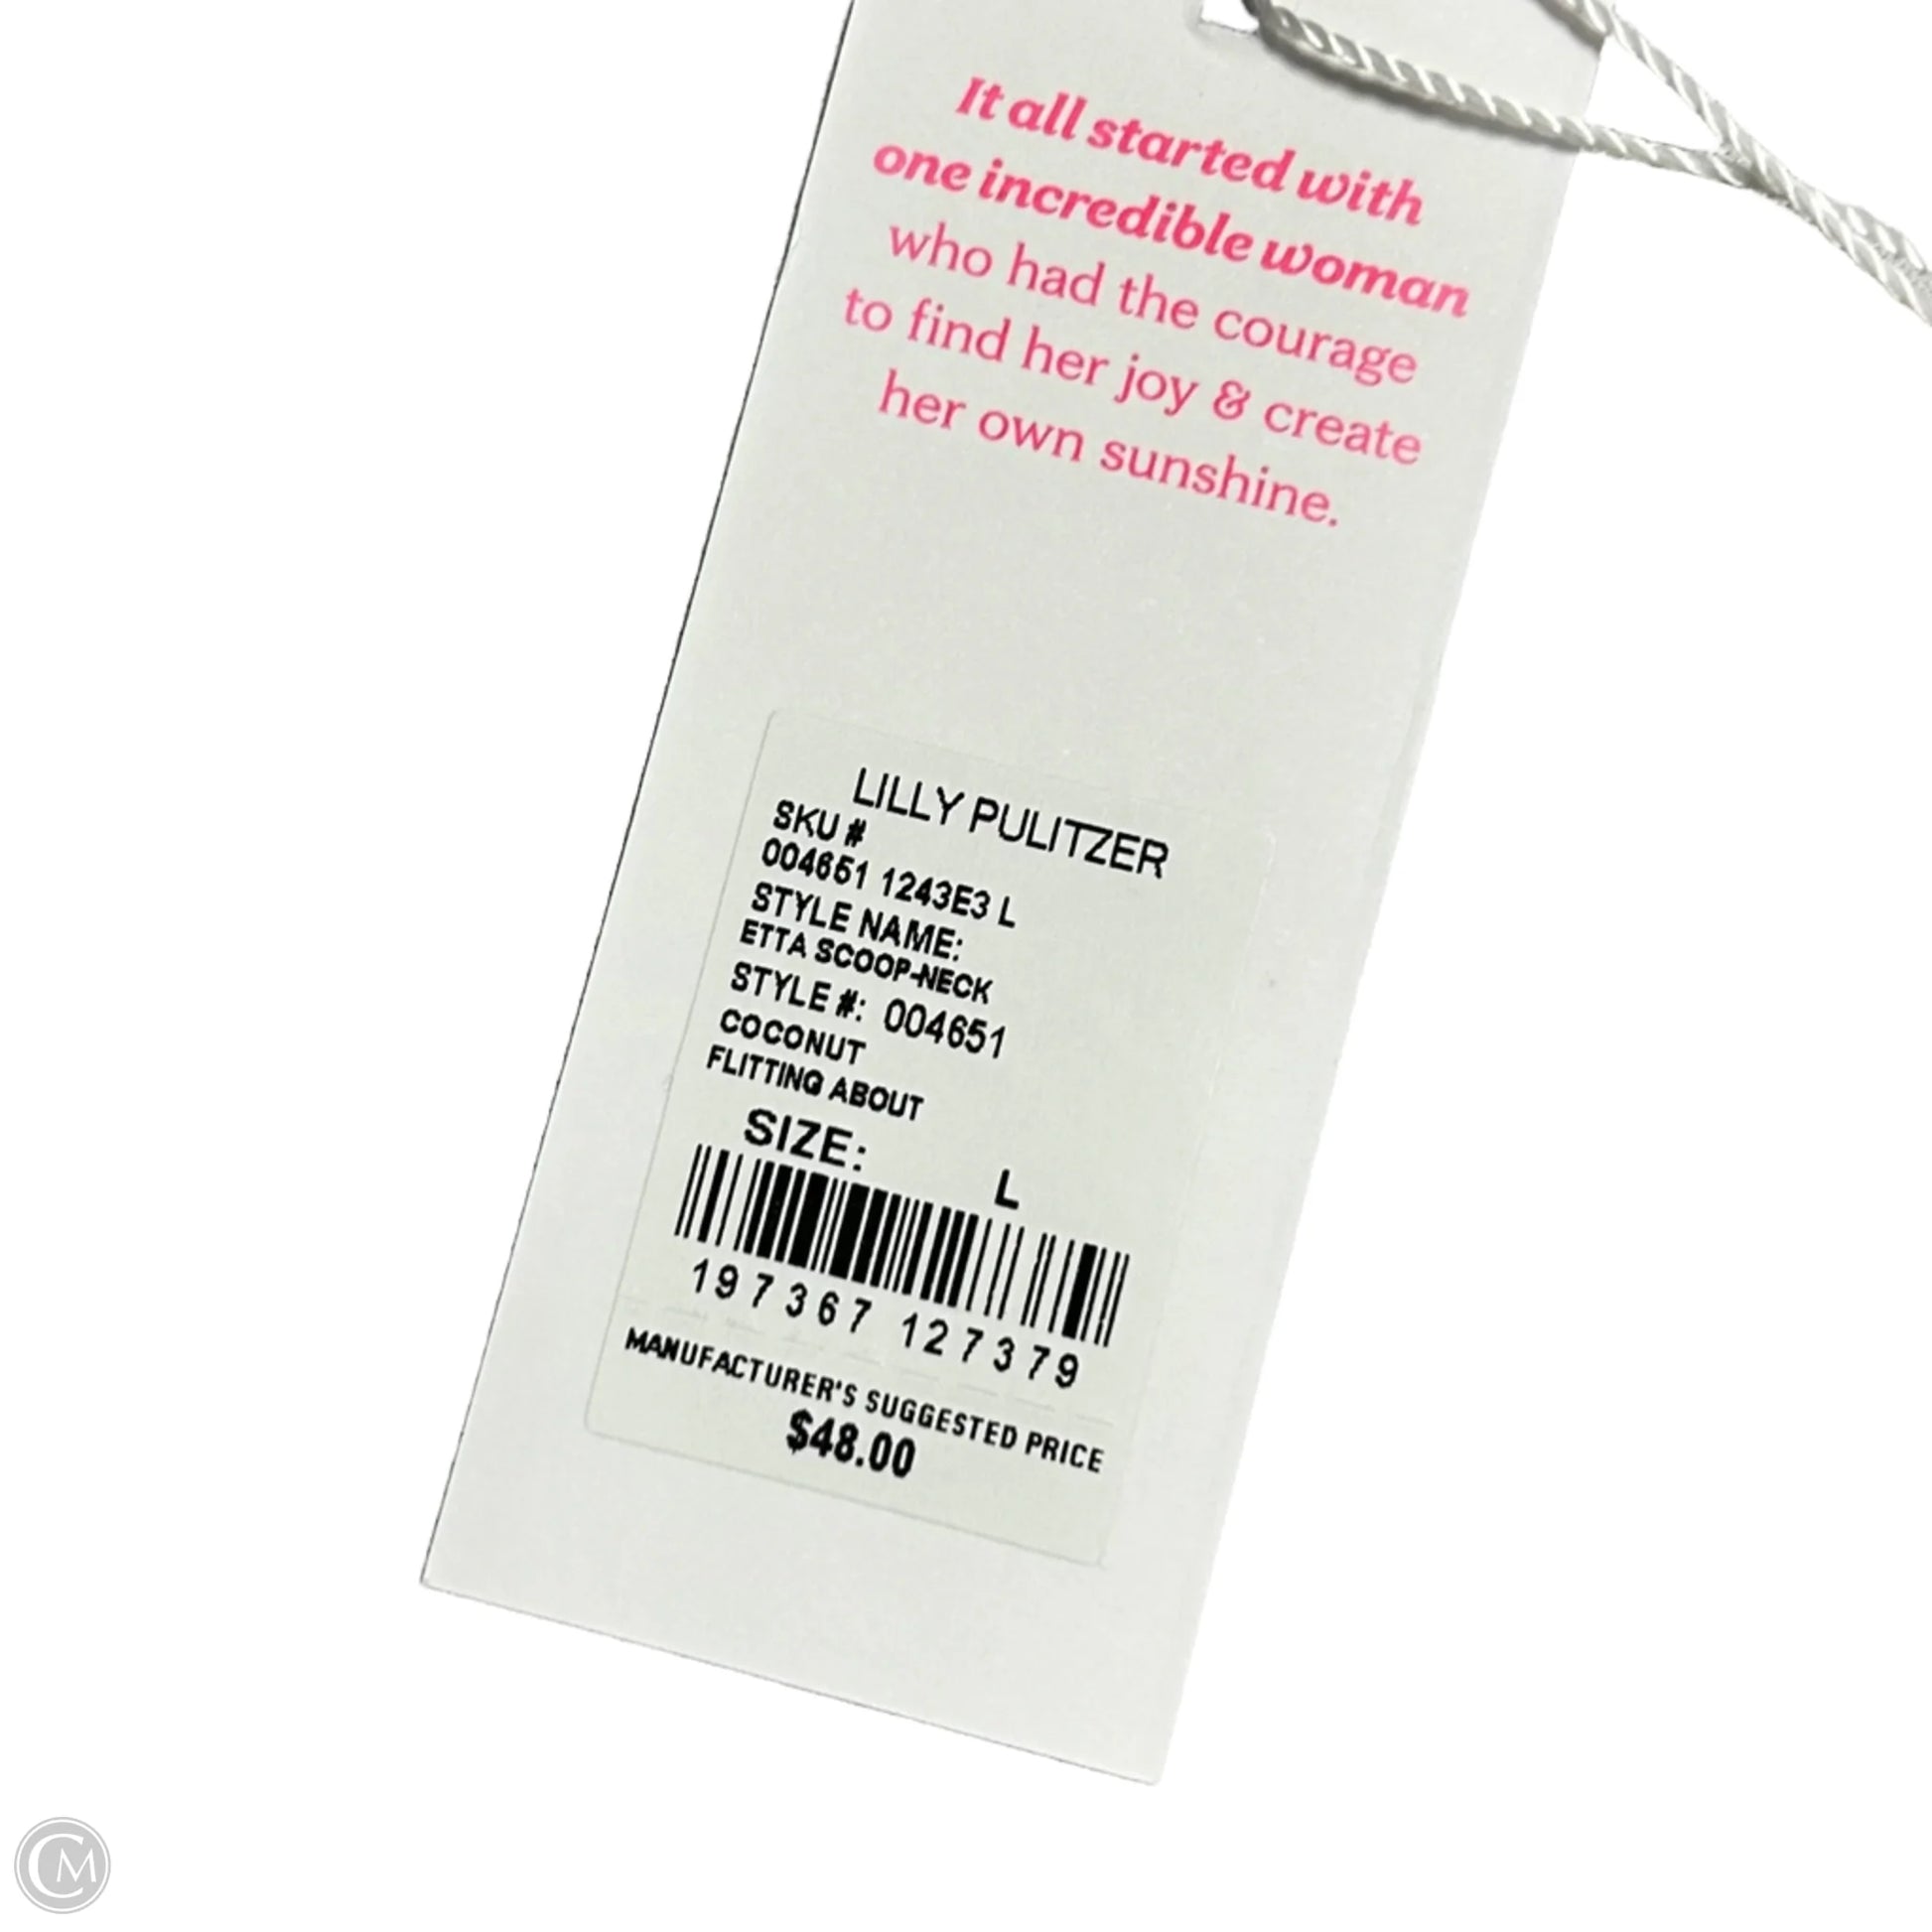 It all started with
one incredible woman
who had the courage
to find her joy & create
her own sunshine.
LILLY PULITZER
SKU #
004651 1243E3 L
STYLE NAME:
ETTA SCOOP-NECK
STYLE #: 004651
COCONUT
FLITTING ABOUT
SIZE: L
197367 127379
MANUFACTURER'S SUGGESTED PRICE
$48.00
CM